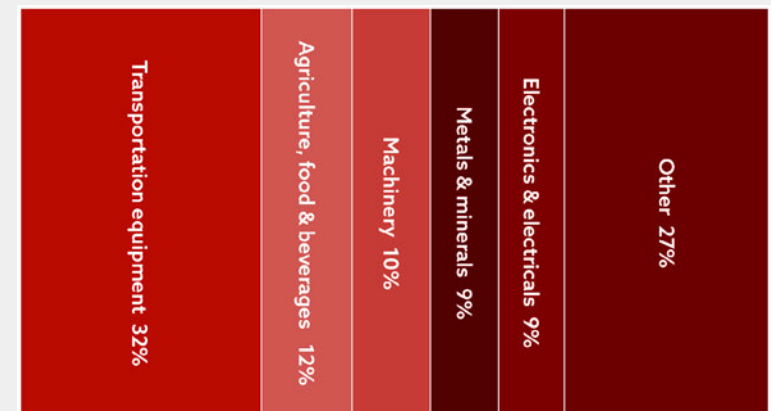 Transportation equipment 32%
Agriculture, food & beverages 12%
Machinery 10%
Metals & minerals 9%
Electronics & electricals 9%
Other 27%